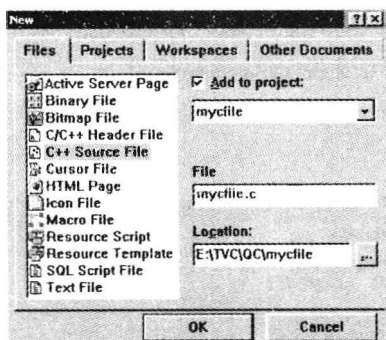 New
Files Projects Workspaces Other Documents
Active Server Page
Binary File
Bitmap File
C/C++ Header File
C++ Source File
Cursor File
HTML Page
Icon File
Macro File
Resource Script
Resource Template
SQL Script File
Text File
Add to project:
mycfile
File
mycfile.c
Location:
E:\TVC\QC\mycfile
...
OK Cancel